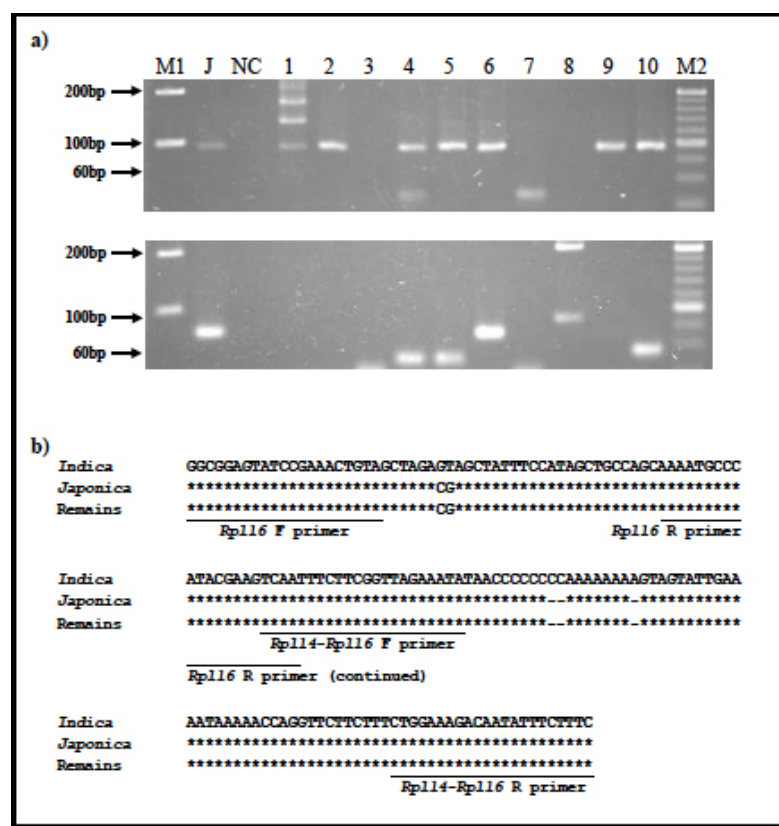 a)
M1 J NC 1 2 3 4 5 6 7 8 9 10 M2
200bp
100bp
60bp
200bp
100bp
60bp
b)
Indica GGCGGAGTATCCGAAACTGTAGCTAGAGTAGCTATTTCCATAGCTGCCAGCAAAATGCCC
Japonica ***************************CG*******************************
Remains ***************************CG*******************************
Rpl16 F primer Rpl16 R primer
Indica ATACGAAGTCAATTTCTTCGGTTAGAAATATAACCCCCCCCAAAAAAAAGTAGTATTGAA
Japonica ***************************************--*******-***********
Remains ***************************************--*******-***********
Rpl14-Rpl16 F primer
Rpl16 R primer (continued)
Indica AATAAAAACCAGGTTCTTCTTTCTGGAAAGACAATATTTCTTTC
Japonica ********************************************
Remains ********************************************
Rpl14-Rpl16 R primer